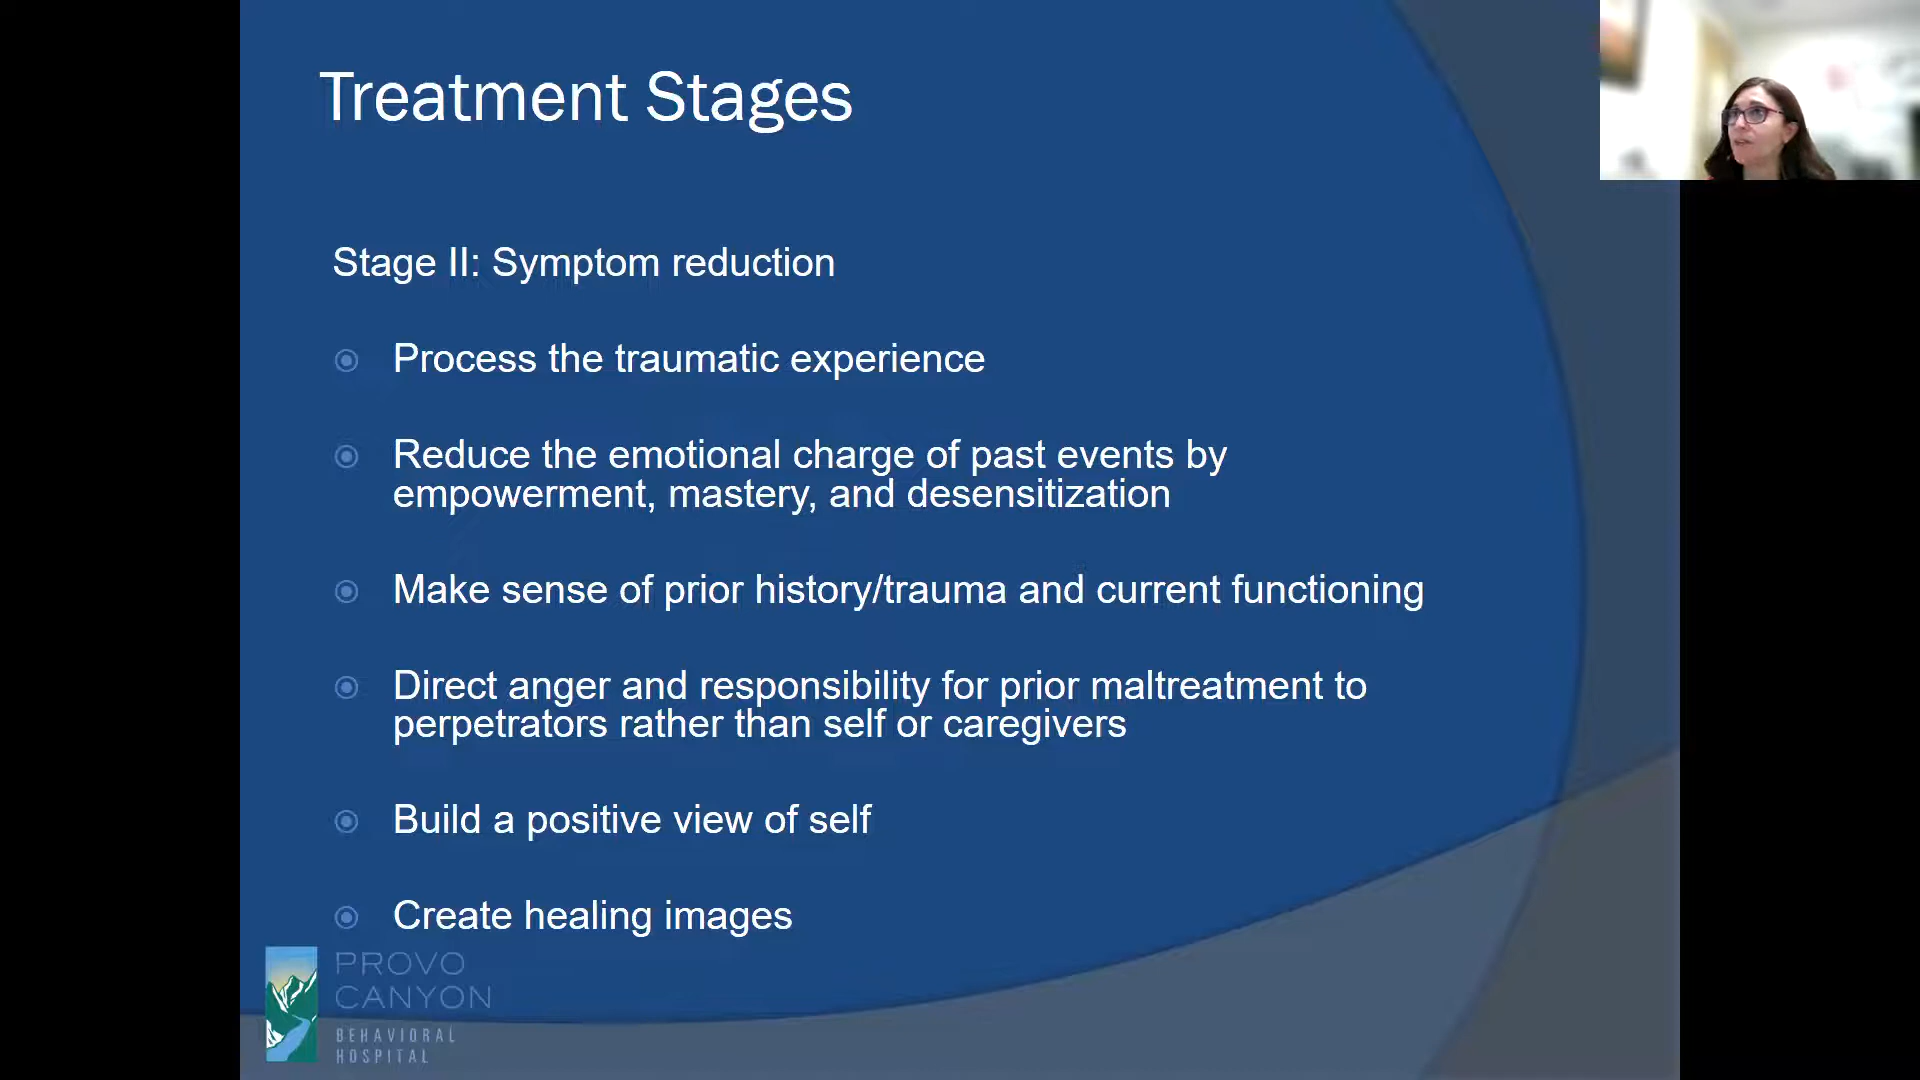 Treatment Stages
Stage II: Symptom reduction
Process the traumatic experience
Reduce the emotional charge of past events by
empowerment, mastery, and desensitization
Make sense of prior history/trauma and current functioning
Direct anger and responsibility for prior maltreatment to
perpetrators rather than self or caregivers
Build a positive view of self
Create healing images
PROVO
CANYON
BEHAVIORAL
HOSPITAL